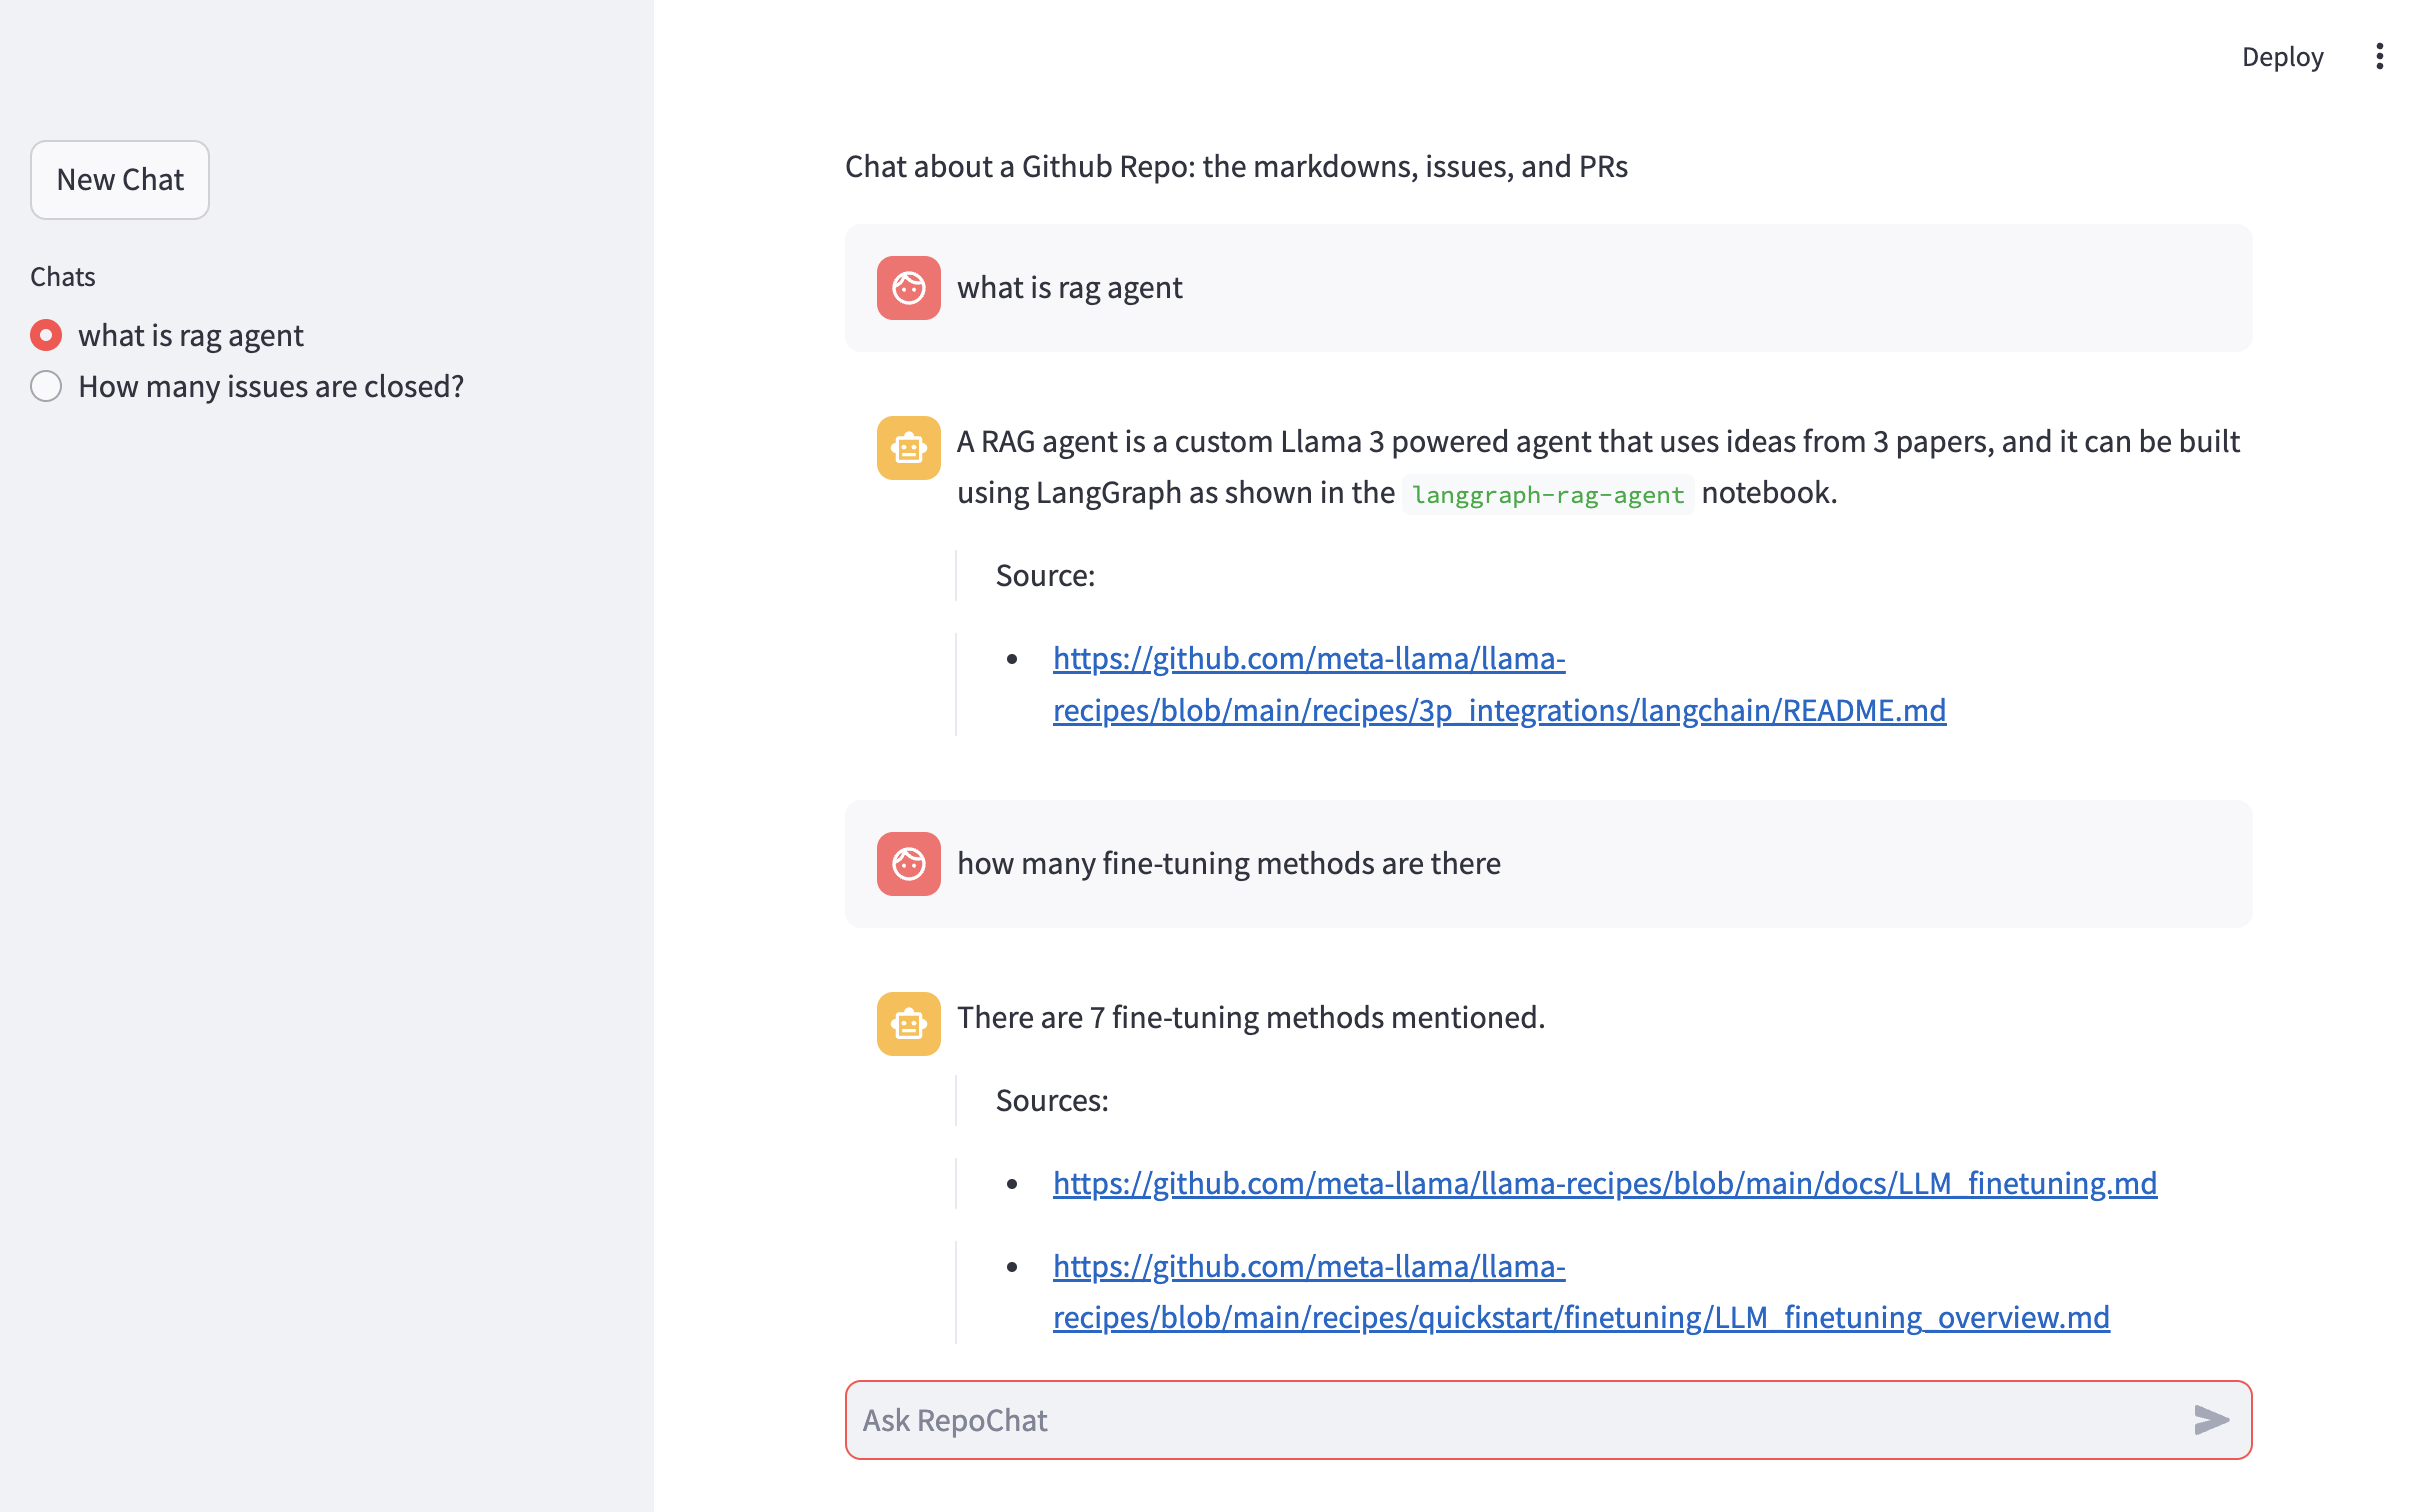 Deploy
New Chat
Chats
what is rag agent
How many issues are closed?
Chat about a Github Repo: the markdowns, issues, and PRs
what is rag agent
A RAG agent is a custom Llama 3 powered agent that uses ideas from 3 papers, and it can be built
using LangGraph as shown in the langgraph-rag-agent notebook.
Source:
https://github.com/meta-llama/llama-
recipes/blob/main/recipes/3p_integrations/langchain/README.md
how many fine-tuning methods are there
There are 7 fine-tuning methods mentioned.
Sources:
https://github.com/meta-llama/llama-recipes/blob/main/docs/LLM_finetuning.md
https://github.com/meta-llama/llama-
recipes/blob/main/recipes/quickstart/finetuning/LLM_finetuning_overview.md
Ask RepoChat